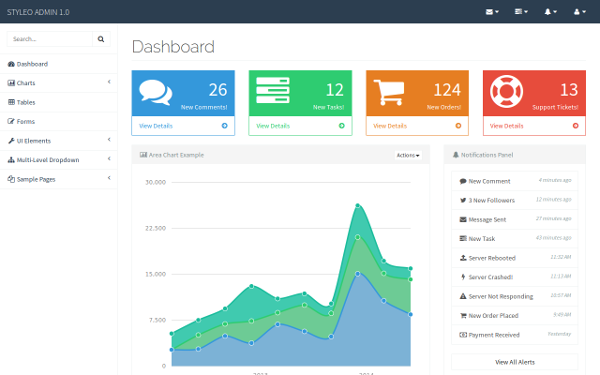 STYLEO ADMIN 1.0
Search...
Dashboard
Charts
Tables
Forms
UI Elements
Multi-Level Dropdown
Sample Pages
Dashboard
26
New Comments!
View Details
12
New Tasks!
View Details
124
New Orders!
View Details
13
Support Tickets!
View Details
Area Chart Example
Actions
30,000
22,500
15,000
7,500
0
Notifications Panel
New Comment 4 minutes ago
3 New Followers 12 minutes ago
Message Sent 27 minutes ago
New Task 43 minutes ago
Server Rebooted 11:32 AM
Server Crashed! 11:13 AM
Server Not Responding 10:57 AM
New Order Placed 9:49 AM
Payment Received Yesterday
View All Alerts